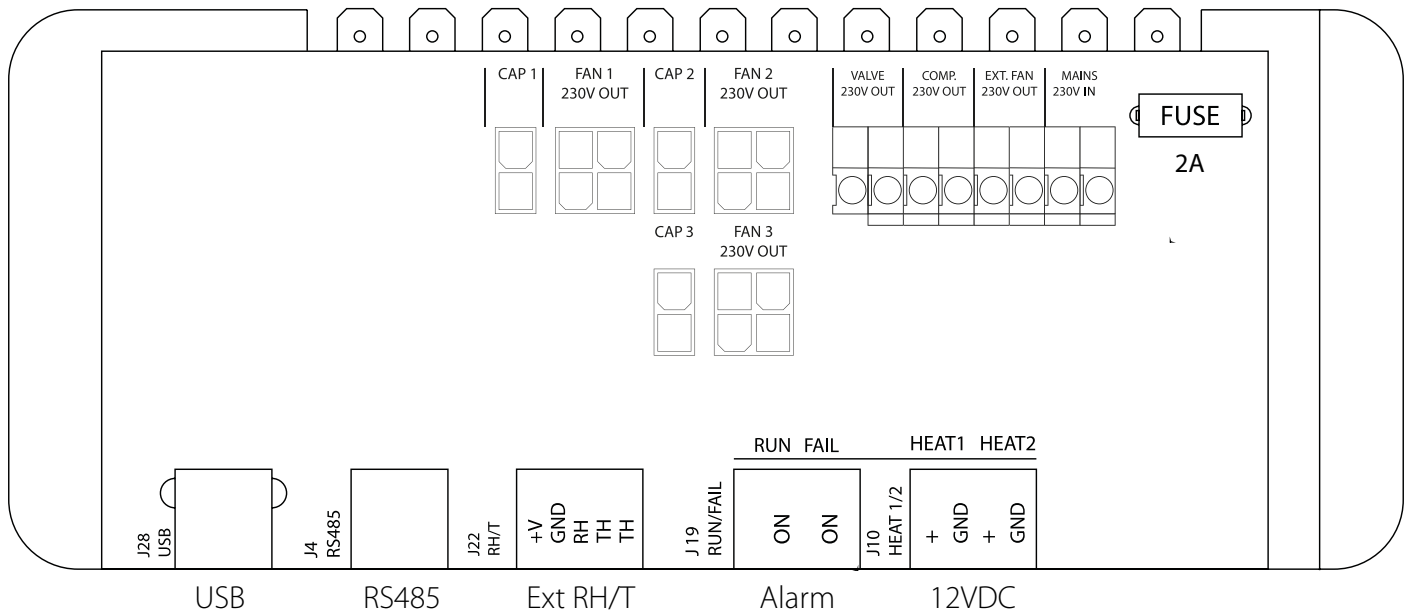 CAP 1
FAN 1
230V OUT
CAP 2
FAN 2
230V OUT
VALVE
230V OUT
COMP.
230V OUT
EXT. FAN
230V OUT
MAINS
230V IN
FUSE
2A
CAP 3
FAN 3
230V OUT
RUN FAIL
HEAT1 HEAT2
J28
USB
J4
RS485
J22
RH/T
+V
GND
RH
TH
TH
J19
RUN/FAIL
ON
ON
J10
HEAT 1/2
+
GND
+
GND
USB
RS485
Ext RH/T
Alarm
12VDC